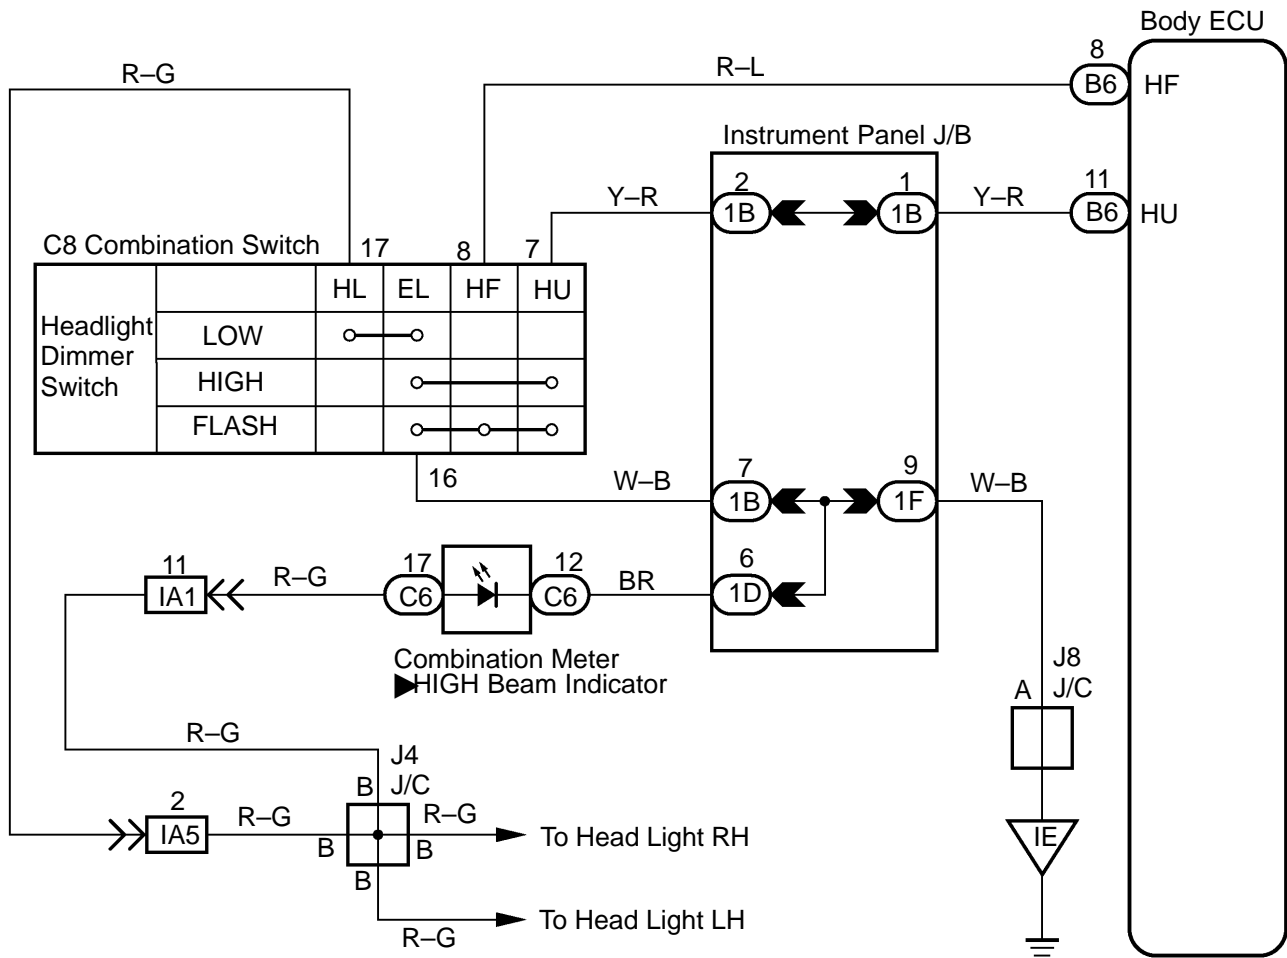 Body ECU
8
R–G
R–L
B6
HF
Instrument Panel J/B
2
1
11
Y–R
1B
1B
Y–R
B6
HU
C8 Combination Switch
17
8
7
HL
EL
HF
HU
Headlight
Dimmer
Switch
LOW
HIGH
FLASH
16
W–B
7
1B
9
1F
W–B
11
IA1
R–G
17
C6
12
C6
BR
6
1D
Combination Meter
HIGH Beam Indicator
J8
J/C
A
R–G
J4
J/C
B
2
IA5
R–G
B
R–G
B
B
To Head Light RH
IE
To Head Light LH
R–G